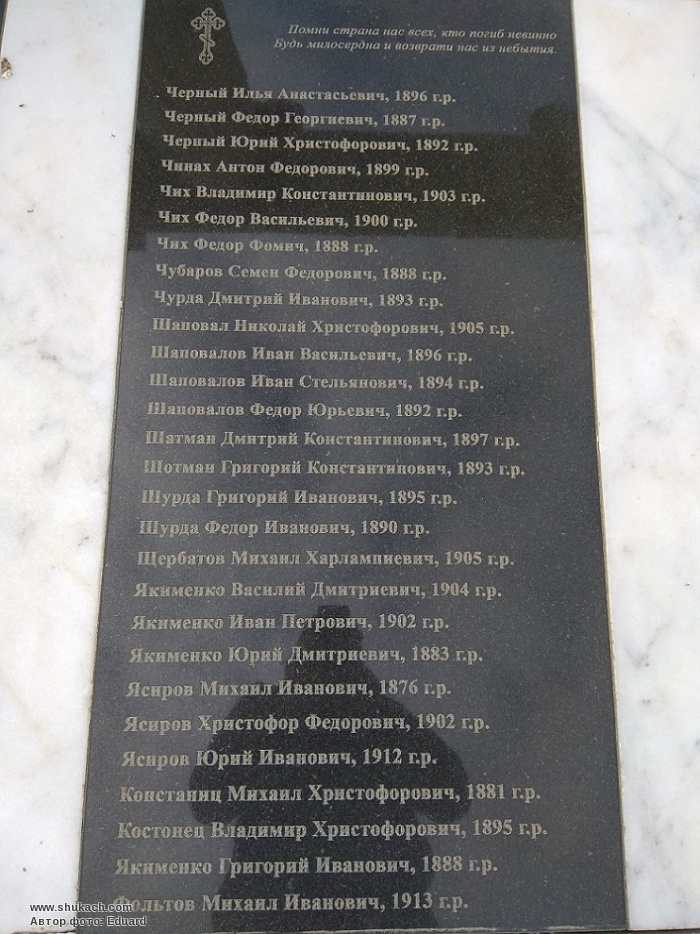 Помни страна нас всех, кто погиб невинно
Будь милосердна и возврати нас из небытия.
Черный Илья Анастасьевич, 1896 г.р.
Черный Федор Георгиевич, 1887 г.р.
Черный Юрий Христофорович, 1892 г.р.
Чинах Антон Федорович, 1899 г.р.
Чих Владимир Константинович, 1903 г.р.
Чих Федор Васильевич, 1900 г.р.
Чих Федор Фомич, 1888 г.р.
Чубаров Семен Федорович, 1888 г.р.
Чурда Дмитрий Иванович, 1893 г.р.
Шаповал Николай Христофорович, 1905 г.р.
Шаповалов Иван Васильевич, 1896 г.р.
Шаповалов Иван Стельянович, 1894 г.р.
Шаповалов Федор Юрьевич, 1892 г.р.
Шатман Дмитрий Константинович, 1897 г.р.
Шотман Григорий Константинович, 1893 г.р.
Шурда Григорий Иванович, 1895 г.р.
Шурда Федор Иванович, 1890 г.р.
Щербатов Михаил Харлампиевич, 1905 г.р.
Якименко Василий Дмитриевич, 1904 г.р.
Якименко Иван Петрович, 1902 г.р.
Якименко Юрий Дмитриевич, 1883 г.р.
Ясиров Михаил Иванович, 1876 г.р.
Ясиров Христофор Федорович, 1902 г.р.
Ясиров Юрий Иванович, 1912 г.р.
Констаниц Михаил Христофорович, 1881 г.р.
Костонец Владимир Христофорович, 1895 г.р.
Якименко Григорий Иванович, 1888 г.р.
Фольтов Михаил Иванович, 1913 г.р.
www.shukach.com
Автор фото: Eduard